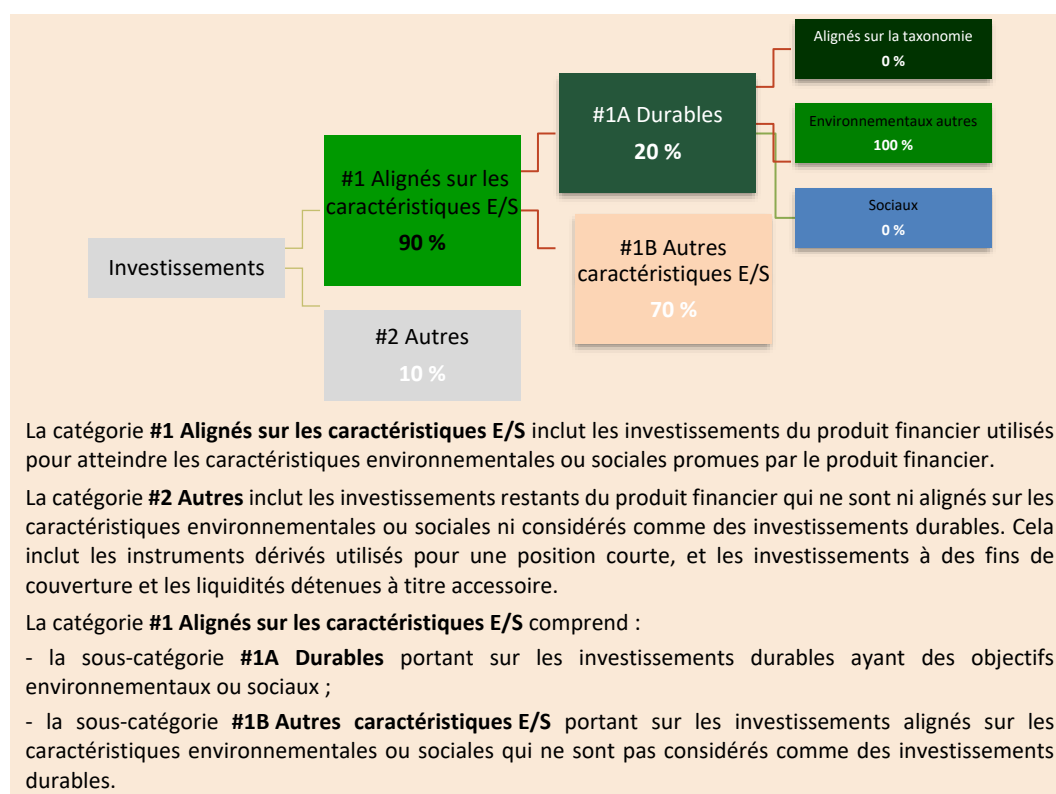 Alignés sur la taxonomie
0 %
#1A Durables
20 %
Environnementaux autres
100 %
#1 Alignés sur les
caractéristiques E/S
90 %
Sociaux
0 %
Investissements
#1B Autres
caractéristiques E/S
70 %
#2 Autres
10 %
La catégorie #1 Alignés sur les caractéristiques E/S inclut les investissements du produit financier utilisés
pour atteindre les caractéristiques environnementales ou sociales promues par le produit financier.
La catégorie #2 Autres inclut les investissements restants du produit financier qui ne sont ni alignés sur les
caractéristiques environnementales ou sociales ni considérés comme des investissements durables. Cela
inclut les instruments dérivés utilisés pour une position courte, et les investissements à des fins de
couverture et les liquidités détenues à titre accessoire.
La catégorie #1 Alignés sur les caractéristiques E/S comprend :
- la sous-catégorie #1A Durables portant sur les investissements durables ayant des objectifs
environnementaux ou sociaux ;
- la sous-catégorie #1B Autres caractéristiques E/S portant sur les investissements alignés sur les
caractéristiques environnementales ou sociales qui ne sont pas considérés comme des investissements
durables.